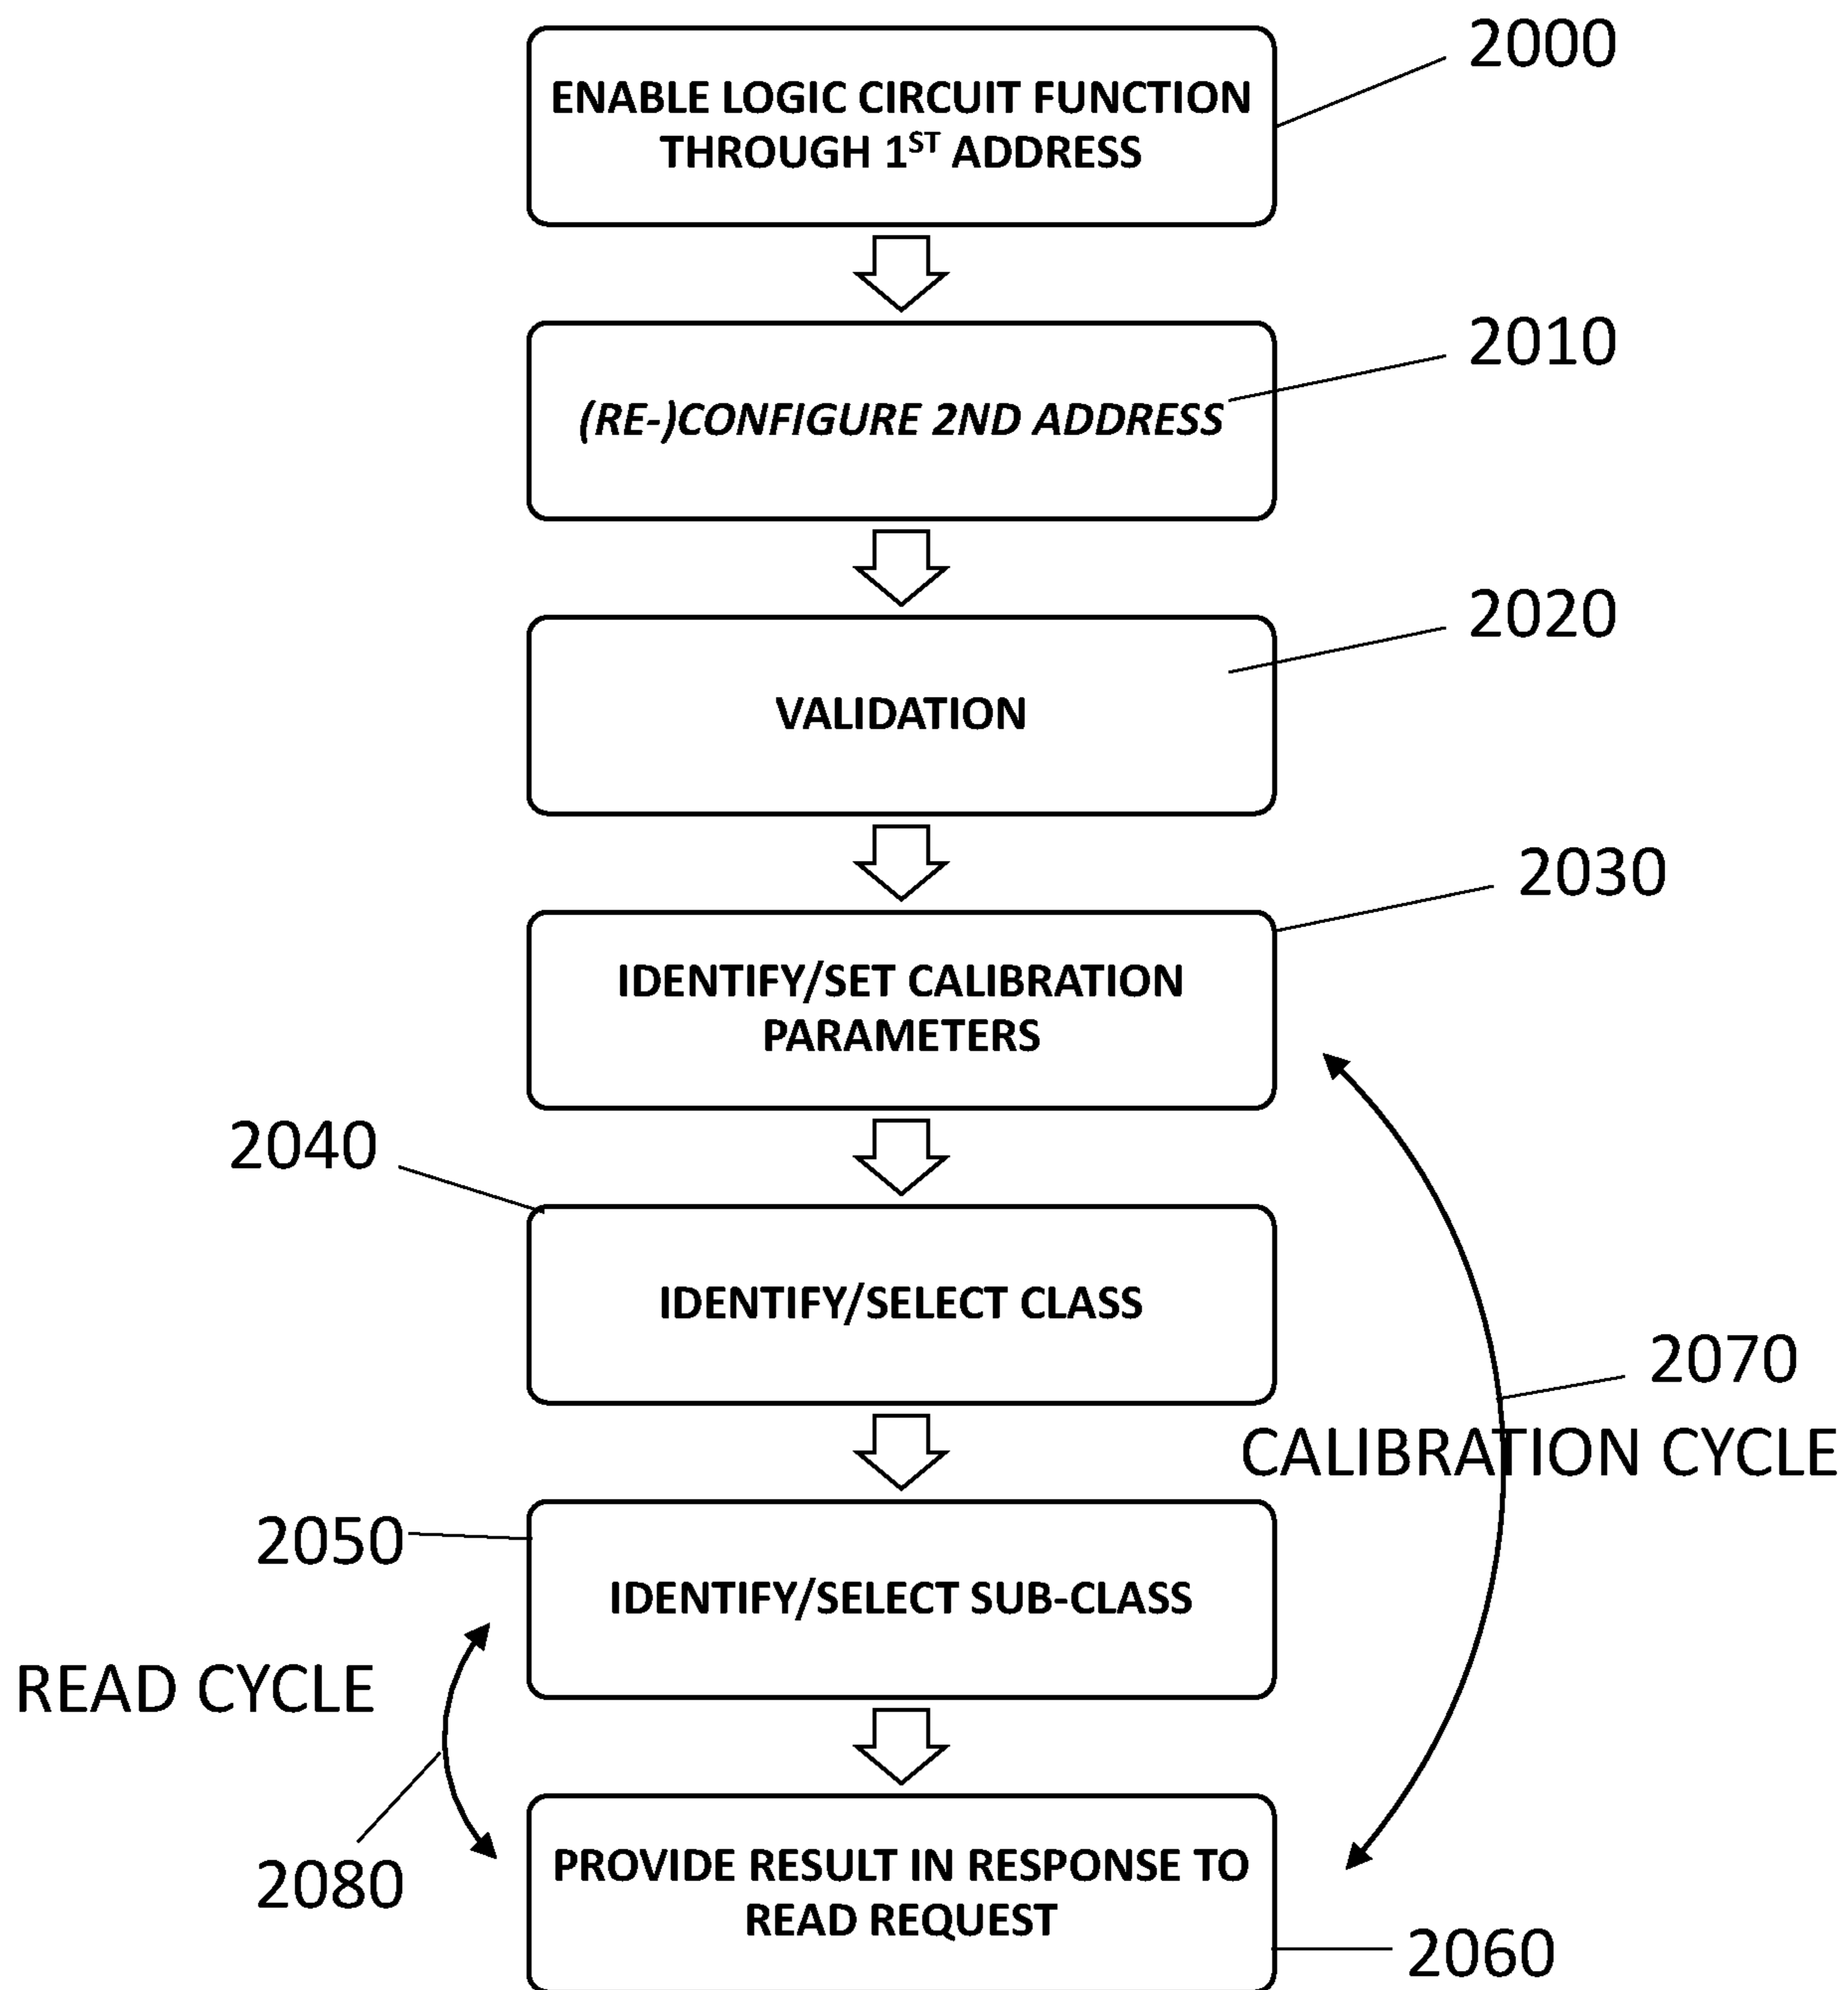 2000
ENABLE LOGIC CIRCUIT FUNCTION
THROUGH 1ST ADDRESS
2010
(RE-)CONFIGURE 2ND ADDRESS
2020
VALIDATION
2030
IDENTIFY/SET CALIBRATION
PARAMETERS
2040
IDENTIFY/SELECT CLASS
2070
CALIBRATION CYCLE
2050
IDENTIFY/SELECT SUB-CLASS
READ CYCLE
2080
PROVIDE RESULT IN RESPONSE TO
READ REQUEST
2060